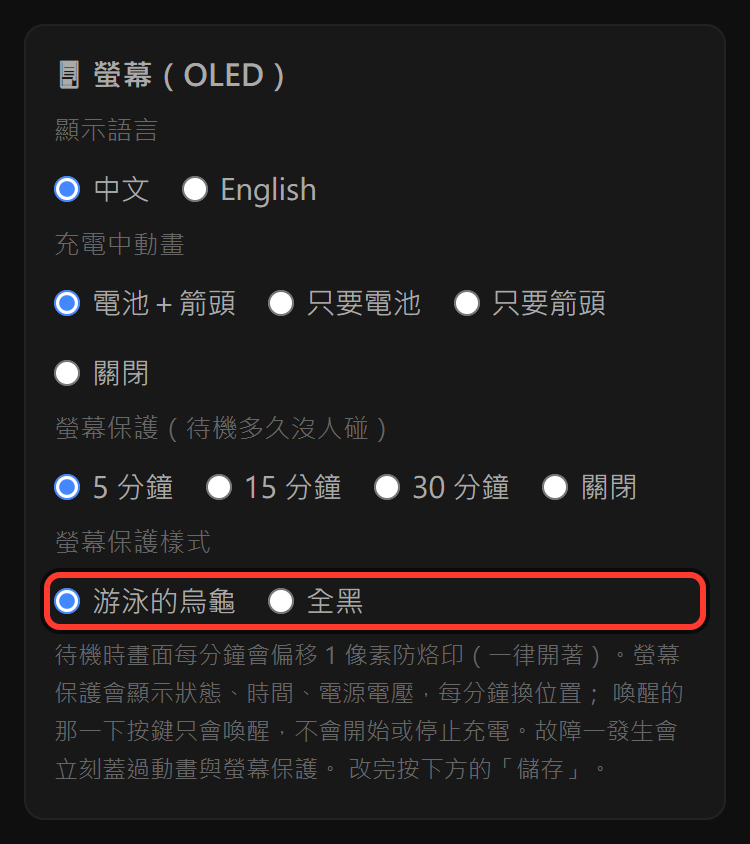 螢幕（OLED）
顯示語言
中文 English
充電中動畫
電池＋箭頭 只要電池 只要箭頭
關閉
螢幕保護（待機多久沒人碰）
5 分鐘 15 分鐘 30 分鐘 關閉
螢幕保護樣式
游泳的烏龜 全黑
待機時畫面每分鐘會偏移 1 像素防烙印（一律開著）。螢幕
保護會顯示狀態、時間、電源電壓，每分鐘換位置； 喚醒的
那一下按鍵只會喚醒，不會開始或停止充電。故障一發生會
立刻蓋過動畫與螢幕保護。 改完按下方的「儲存」。